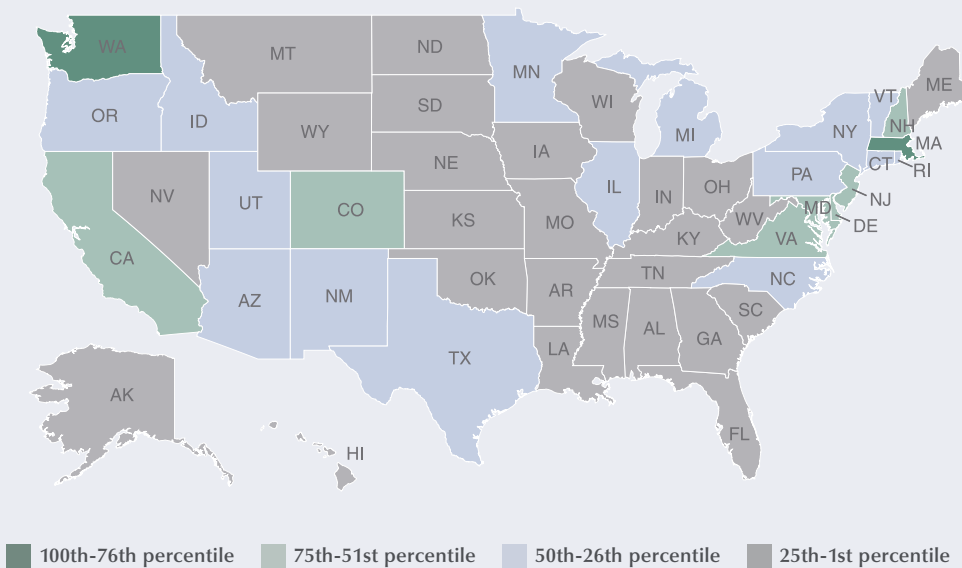 WA
MT
ND
MN
VT
ME
OR
ID
SD
WI
MI
NY
NH
MA
WY
IA
CT
RI
NE
PA
NV
UT
CO
IL
IN
OH
NJ
KS
MO
WV
MD
DE
CA
KY
VA
AZ
NM
OK
TN
NC
AR
SC
MS
AL
GA
TX
LA
AK
FL
HI
100th-76th percentile
75th-51st percentile
50th-26th percentile
25th-1st percentile